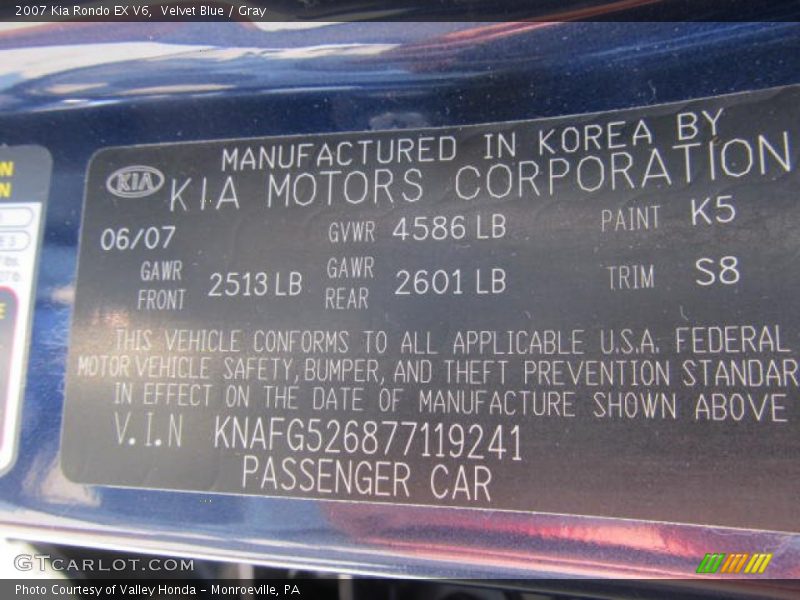 2007 Kia Rondo EX V6,  Velvet Blue / Gray
MANUFACTURED IN KOREA BY
KIA KIA MOTORS CORPORATION
06/07 GVWR 4586 LB PAINT K5
GAWR FRONT 2513 LB GAWR REAR 2601 LB TRIM S8
THIS VEHICLE CONFORMS TO ALL APPLICABLE U.S.A. FEDERAL
MOTOR VEHICLE SAFETY, BUMPER, AND THEFT PREVENTION STANDAR
IN EFFECT ON THE DATE OF MANUFACTURE SHOWN ABOVE
V.I.N KNAFG526877119241
PASSENGER CAR
GTCARLOT.COM
Photo Courtesy of Valley Honda - Monroeville, PA